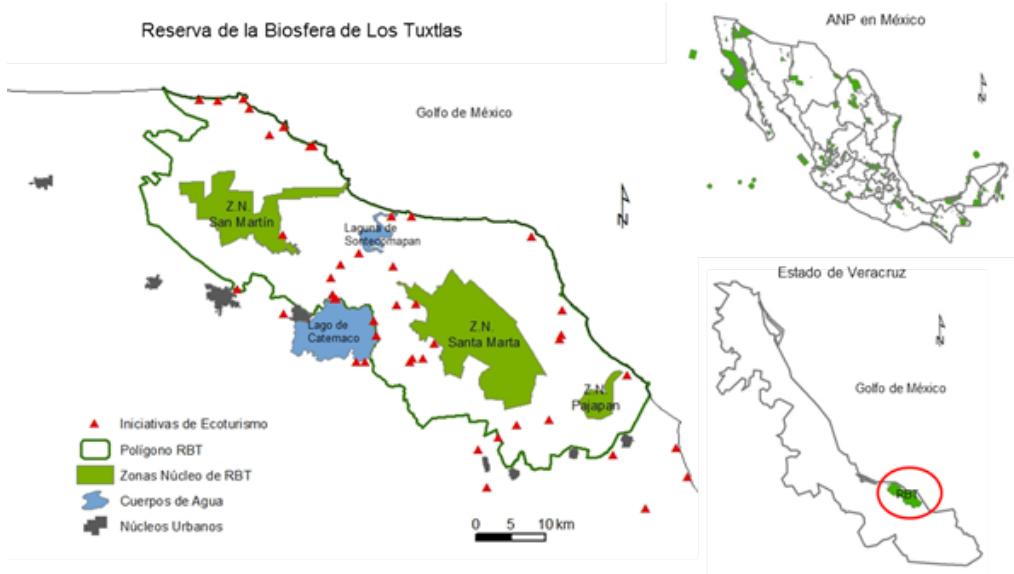 Reserva de la Biosfera de Los Tuxtlas
Golfo de México
Z.N.
San Martín
Laguna de
Sontecomapan
N
Lago de
Catemaco
Z.N.
Santa Marta
Z.N.
Pajapan
Iniciativas de Ecoturismo
Polígono RBT
Zonas Núcleo de RBT
Cuerpos de Agua
Núcleos Urbanos
0 5 10 km
ANP en México
N
Estado de Veracruz
N
Golfo de México
RBT